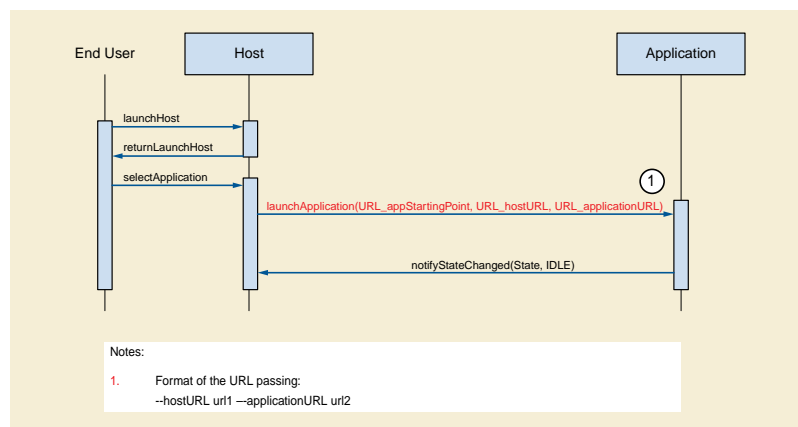 End User
Host
Application
launchHost
returnLaunchHost
selectApplication
1
launchApplication(URL_appStartingPoint, URL_hostURL, URL_applicationURL)
notifyStateChanged(State, IDLE)
Notes:
1. Format of the URL passing:
--hostURL url1 –-applicationURL url2